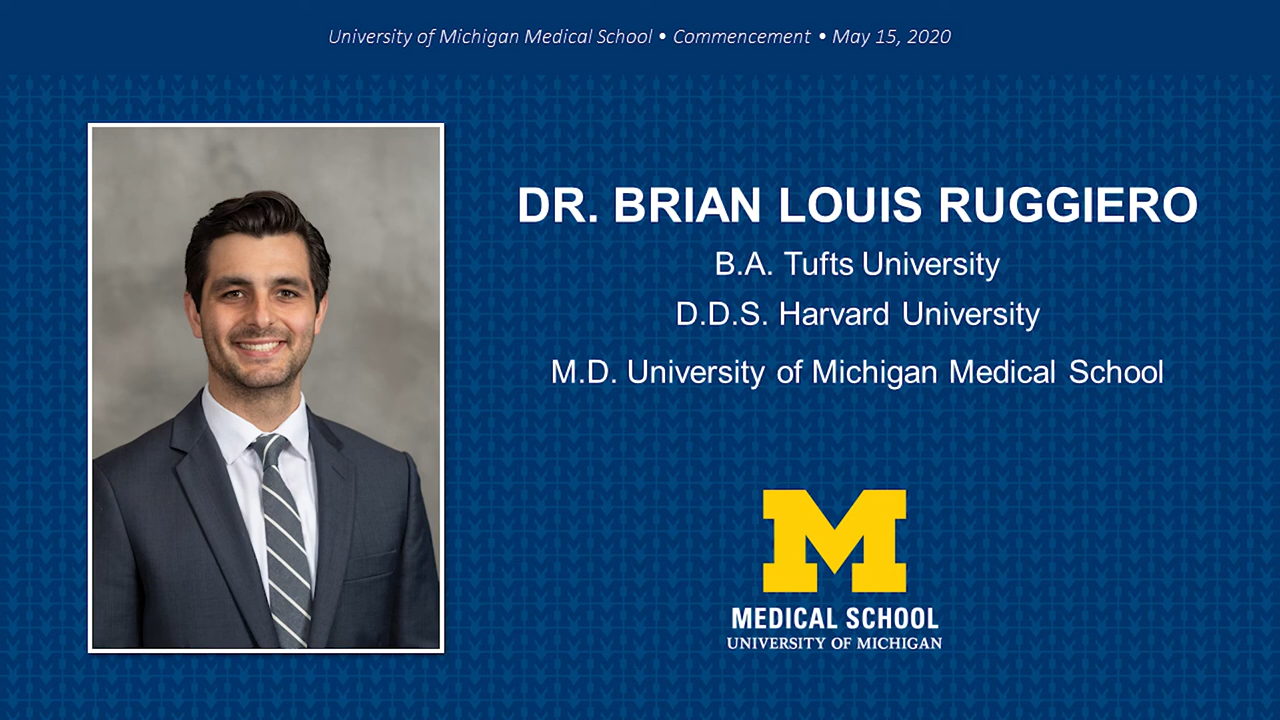 University of Michigan Medical School • Commencement • May 15, 2020
DR. BRIAN LOUIS RUGGIERO
B.A. Tufts University
D.D.S. Harvard University
M.D. University of Michigan Medical School
M
MEDICAL SCHOOL
UNIVERSITY OF MICHIGAN